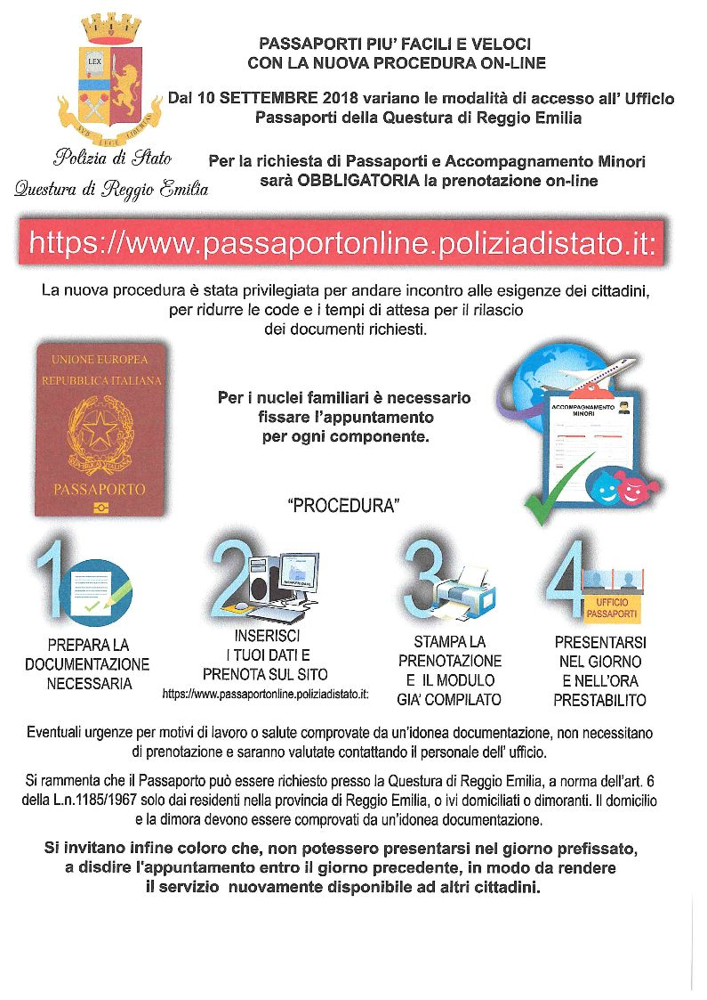 LEX
SVB LEGE LIBERTAS
Polizia di Stato
Questura di Reggio Emilia
PASSAPORTI PIU' FACILI E VELOCI
CON LA NUOVA PROCEDURA ON-LINE
Dal 10 SETTEMBRE 2018 variano le modalità di accesso all' Ufficio
Passaporti della Questura di Reggio Emilia
Per la richiesta di Passaporti e Accompagnamento Minori
sarà OBBLIGATORIA la prenotazione on-line
https://www.passaportonline.poliziadistato.it:
La nuova procedura è stata privilegiata per andare incontro alle esigenze dei cittadini,
per ridurre le code e i tempi di attesa per il rilascio
dei documenti richiesti.
UNIONE EUROPEA
REPUBBLICA ITALIANA
REPVBBLICA ITALIANA
PASSAPORTO
Per i nuclei familiari è necessario
fissare l'appuntamento
per ogni componente.
ACCOMPAGNAMENTO
MINORI
"PROCEDURA"
1
PREPARA LA
DOCUMENTAZIONE
NECESSARIA
2
INSERISCI
I TUOI DATI E
PRENOTA SUL SITO
https://www.passaportonline.poliziadistato.it:
3
STAMPA LA
PRENOTAZIONE
E IL MODULO
GIA' COMPILATO
4
UFFICIO
PASSAPORTI
PRESENTARSI
NEL GIORNO
E NELL'ORA
PRESTABILITO
Eventuali urgenze per motivi di lavoro o salute comprovate da un'idonea documentazione, non necessitano
di prenotazione e saranno valutate contattando il personale dell' ufficio.
Si rammenta che il Passaporto può essere richiesto presso la Questura di Reggio Emilia, a norma dell'art. 6
della L.n.1185/1967 solo dai residenti nella provincia di Reggio Emilia, o ivi domiciliati o dimoranti. Il domicilio
e la dimora devono essere comprovati da un'idonea documentazione.
Si invitano infine coloro che, non potessero presentarsi nel giorno prefissato,
a disdire l'appuntamento entro il giorno precedente, in modo da rendere
il servizio nuovamente disponibile ad altri cittadini.